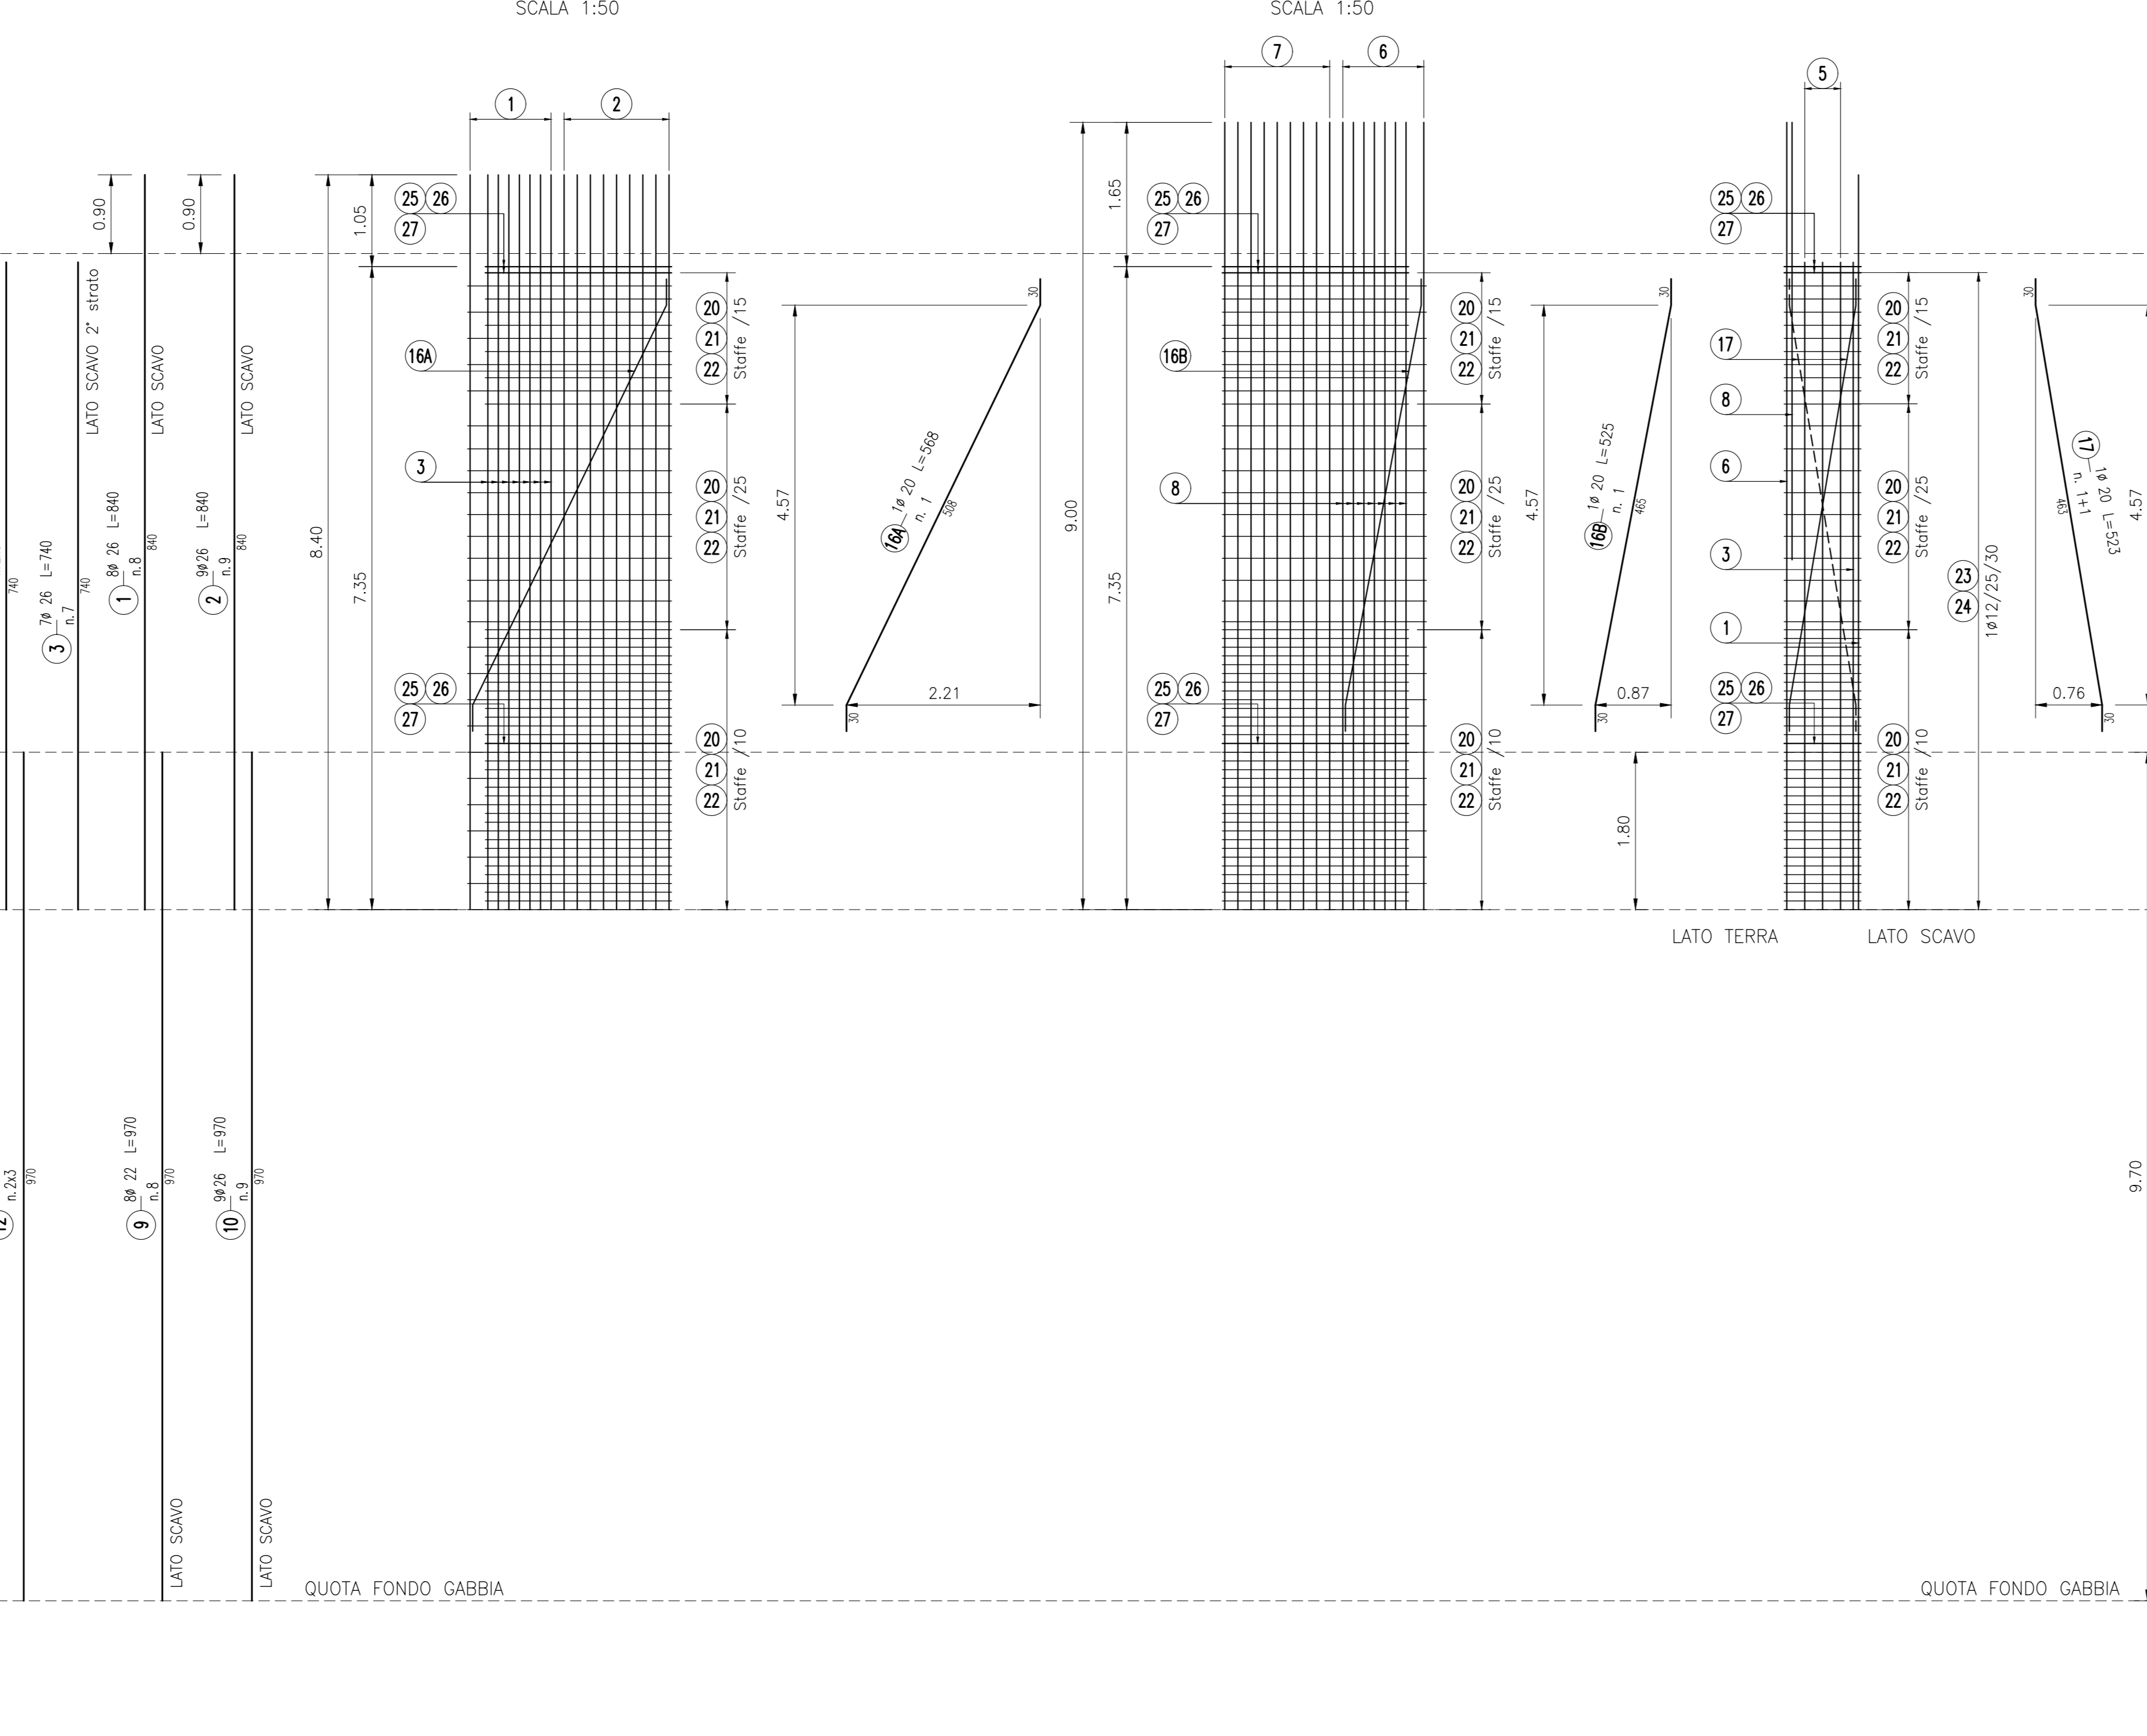 SCALA 1:50
SCALA 1:50
7
6
5
1
2
0.90
0.90
1.05
1.65
25 26
27
25 26
27
25 26
27
LATO SCAVO 2° strato
LATO SCAVO
LATO SCAVO
740
3 7ø 26 L=740
n.7
740
1 8ø 26 L=840
n.8
840
2 9ø26 L=840
n.9
840
8.40
7.35
16A
3
25 26
27
20
21
22
Staffe /15
20
21
22
Staffe /25
20
21
22
Staffe /10
4.57
30
16A 1ø 20 L=568
n. 1
508
2.21
30
9.00
7.35
16B
8
25 26
27
20
21
22
Staffe /15
20
21
22
Staffe /25
20
21
22
Staffe /10
4.57
30
16B 1ø 20 L=525
n. 1
465
0.87
30
1.80
17
8
6
3
1
25 26
27
20
21
22
Staffe /15
20
21
22
Staffe /25
20
21
22
Staffe /10
23
24
1ø12/25/30
30
17 1ø 20 L=523
n. 1+1
463
4.57
0.76
30
LATO TERRA
LATO SCAVO
n.2x3
970
9 8ø 22 L=970
n.8
970
10 9ø26 L=970
n.9
970
9.70
LATO SCAVO
LATO SCAVO
QUOTA FONDO GABBIA
QUOTA FONDO GABBIA